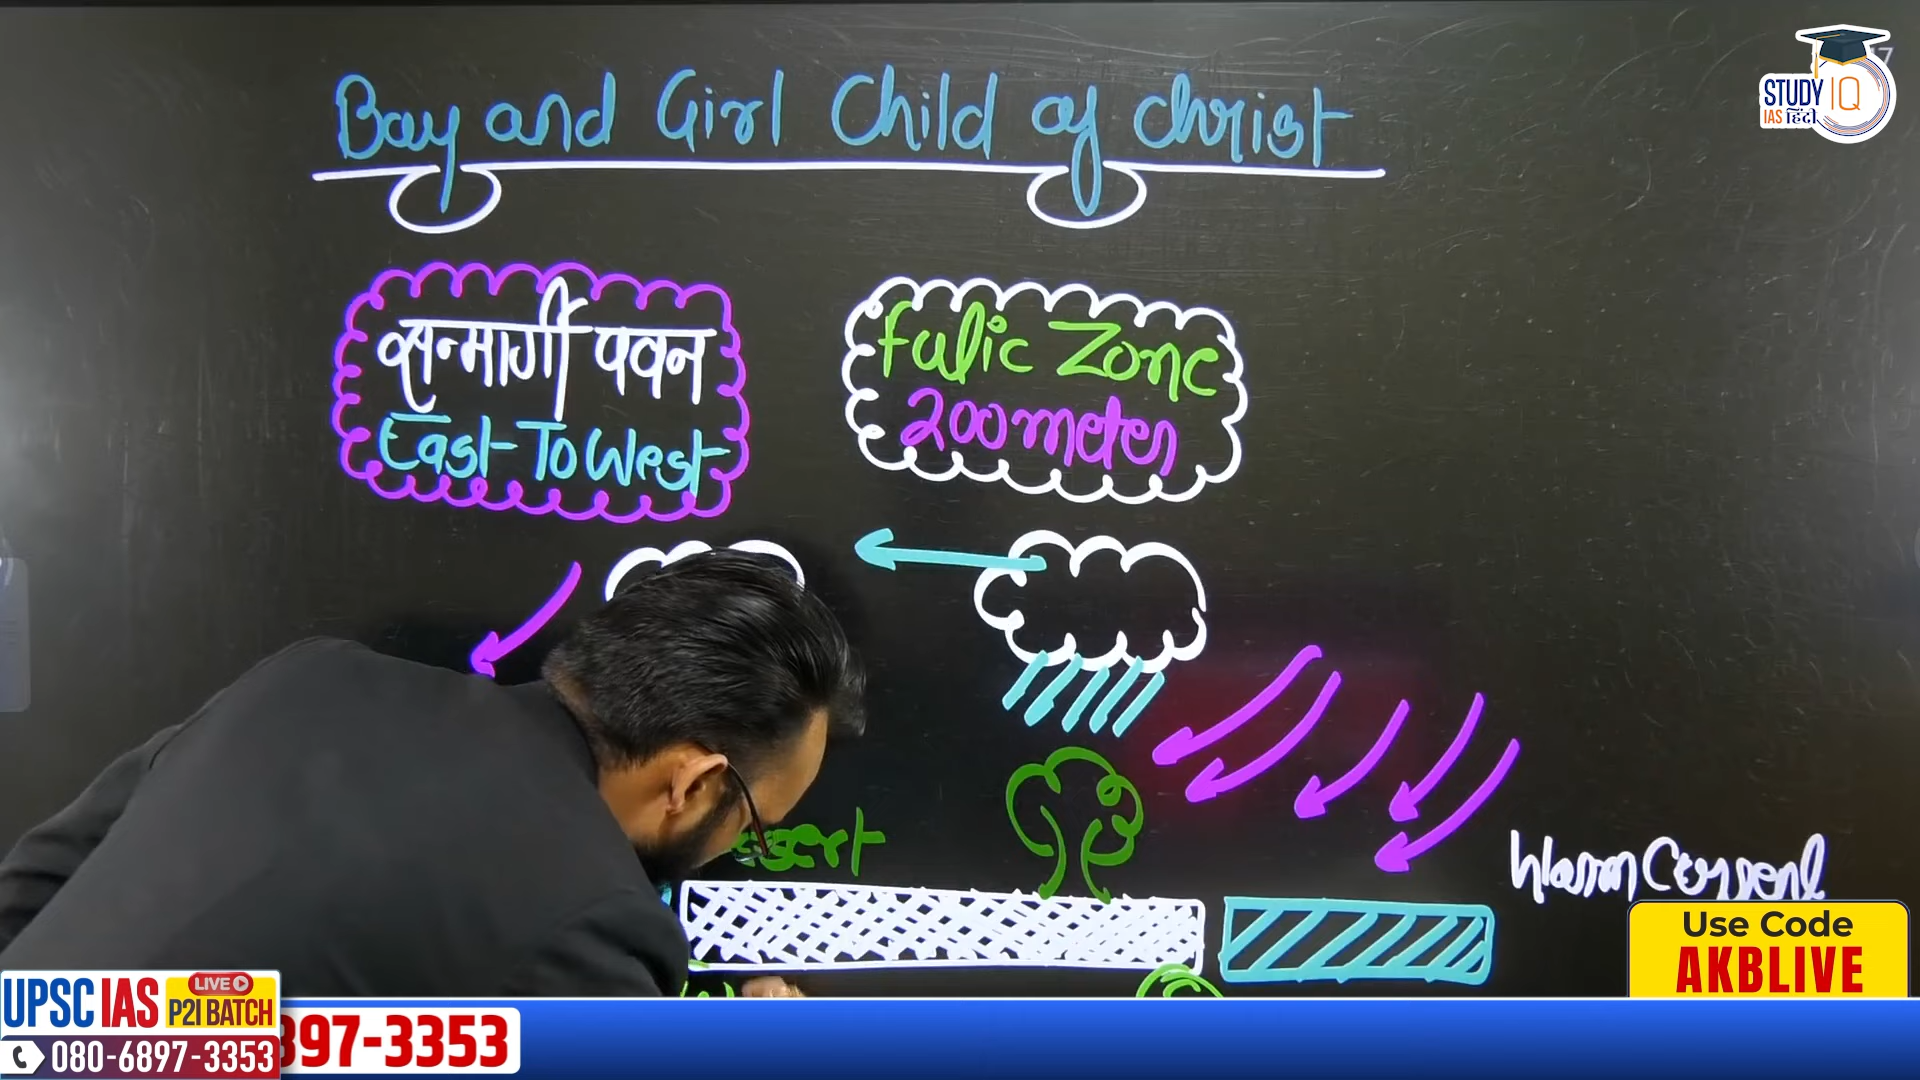 Boy and Girl Child of Christ
STUDY IQ
IAS हिंदी
सन्मार्गी पवन
East-To West
Fulic Zone
200 meter
Warm Current
Use Code
AKBLIVE
UPSC IAS
LIVE
P2I BATCH
080-6897-3353
897-3353